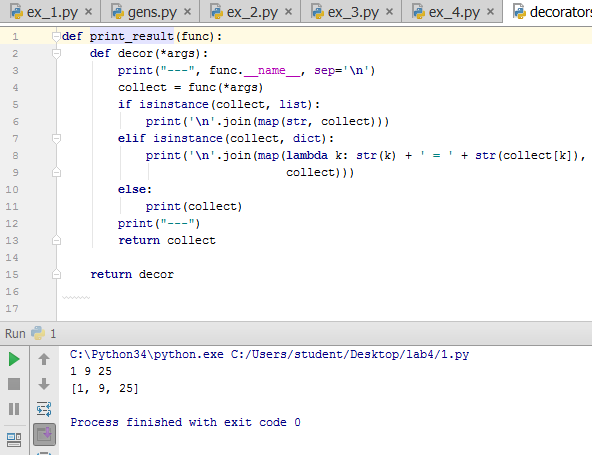 ex_1.py × gens.py × ex_2.py × ex_3.py × ex_4.py × decorators
1 def print_result(func):
2     def decor(*args):
3         print("---", func.__name__, sep='\n')
4         collect = func(*args)
5         if isinstance(collect, list):
6             print('\n'.join(map(str, collect)))
7         elif isinstance(collect, dict):
8             print('\n'.join(map(lambda k: str(k) + ' = ' + str(collect[k]),
9                                 collect)))
10         else:
11             print(collect)
12         print("---")
13         return collect
14
15     return decor
16
17
Run 1
C:\Python34\python.exe C:/Users/student/Desktop/lab4/1.py
1 9 25
[1, 9, 25]
Process finished with exit code 0